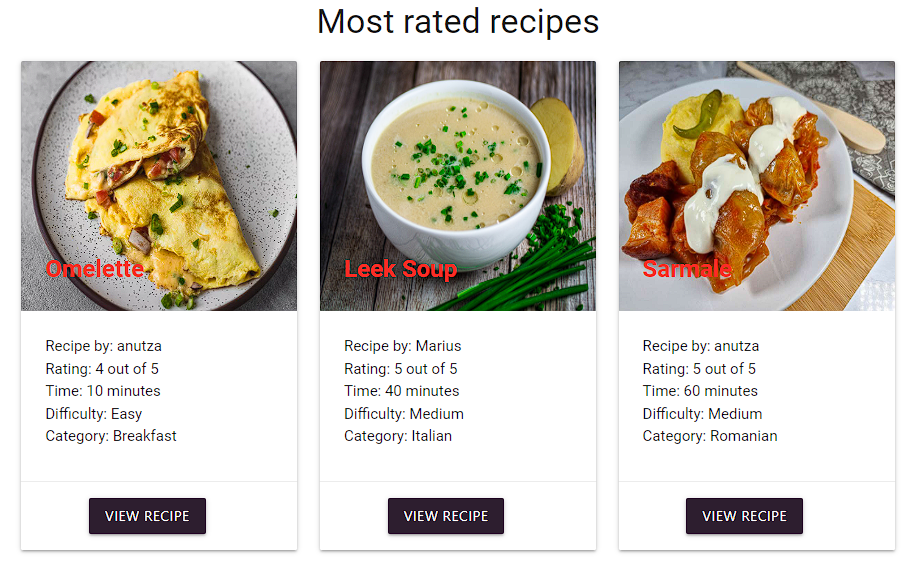 Most rated recipes
Omelette
Recipe by: anutza
Rating: 4 out of 5
Time: 10 minutes
Difficulty: Easy
Category: Breakfast
VIEW RECIPE
Leek Soup
Recipe by: Marius
Rating: 5 out of 5
Time: 40 minutes
Difficulty: Medium
Category: Italian
VIEW RECIPE
Sarmale
Recipe by: anutza
Rating: 5 out of 5
Time: 60 minutes
Difficulty: Medium
Category: Romanian
VIEW RECIPE